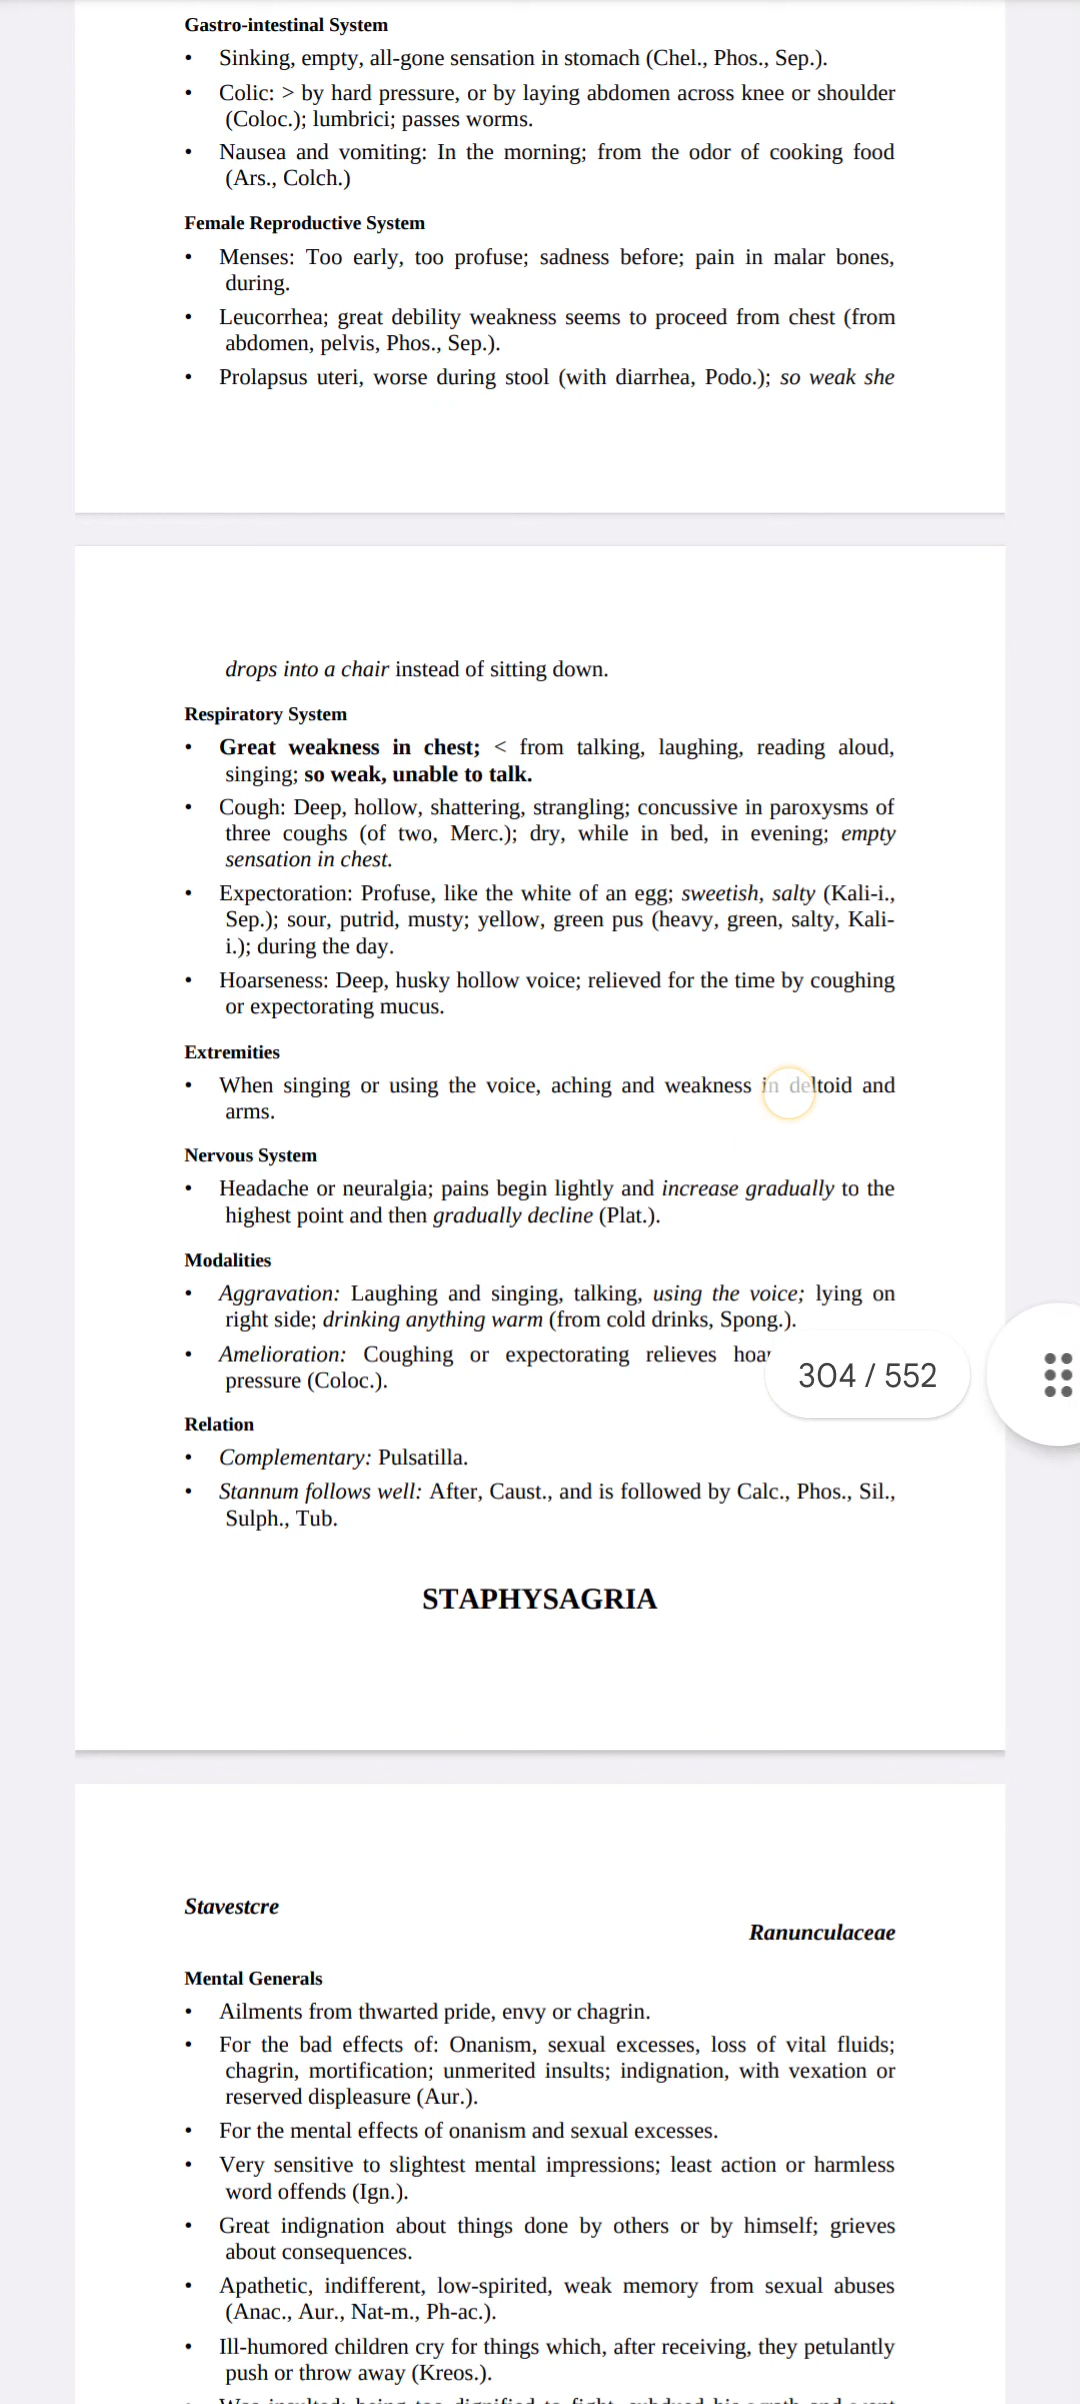 Gastro-intestinal System
• Sinking, empty, all-gone sensation in stomach (Chel., Phos., Sep.).
• Colic: > by hard pressure, or by laying abdomen across knee or shoulder
(Coloc.); lumbrici; passes worms.
• Nausea and vomiting: In the morning; from the odor of cooking food
(Ars., Colch.)
Female Reproductive System
• Menses: Too early, too profuse; sadness before; pain in malar bones,
during.
• Leucorrhea; great debility weakness seems to proceed from chest (from
abdomen, pelvis, Phos., Sep.).
• Prolapsus uteri, worse during stool (with diarrhea, Podo.); so weak she
drops into a chair instead of sitting down.
Respiratory System
• Great weakness in chest; < from talking, laughing, reading aloud,
singing; so weak, unable to talk.
• Cough: Deep, hollow, shattering, strangling; concussive in paroxysms of
three coughs (of two, Merc.); dry, while in bed, in evening; empty
sensation in chest.
• Expectoration: Profuse, like the white of an egg; sweetish, salty (Kali-i.,
Sep.); sour, putrid, musty; yellow, green pus (heavy, green, salty, Kali-
i.); during the day.
• Hoarseness: Deep, husky hollow voice; relieved for the time by coughing
or expectorating mucus.
Extremities
• When singing or using the voice, aching and weakness in deltoid and
arms.
Nervous System
• Headache or neuralgia; pains begin lightly and increase gradually to the
highest point and then gradually decline (Plat.).
Modalities
• Aggravation: Laughing and singing, talking, using the voice; lying on
right side; drinking anything warm (from cold drinks, Spong.).
• Amelioration: Coughing or expectorating relieves
pressure (Coloc.).
304 / 552
Relation
• Complementary: Pulsatilla.
• Stannum follows well: After, Caust., and is followed by Calc., Phos., Sil.,
Sulph., Tub.
STAPHYSAGRIA
Stavestcre
Ranunculaceae
Mental Generals
• Ailments from thwarted pride, envy or chagrin.
• For the bad effects of: Onanism, sexual excesses, loss of vital fluids;
chagrin, mortification; unmerited insults; indignation, with vexation or
reserved displeasure (Aur.).
• For the mental effects of onanism and sexual excesses.
• Very sensitive to slightest mental impressions; least action or harmless
word offends (Ign.).
• Great indignation about things done by others or by himself; grieves
about consequences.
• Apathetic, indifferent, low-spirited, weak memory from sexual abuses
(Anac., Aur., Nat-m., Ph-ac.).
• Ill-humored children cry for things which, after receiving, they petulantly
push or throw away (Kreos.).